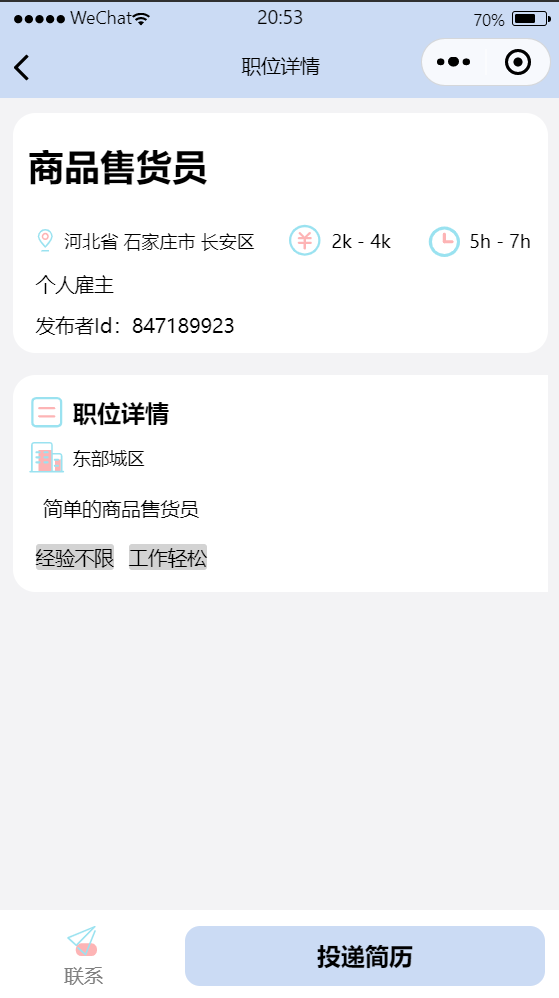 WeChat 20:53 70%
职位详情
商品售货员
河北省 石家庄市 长安区 2k - 4k 5h - 7h
个人雇主
发布者Id：847189923
职位详情
东部城区
简单的商品售货员
经验不限 工作轻松
联系
投递简历